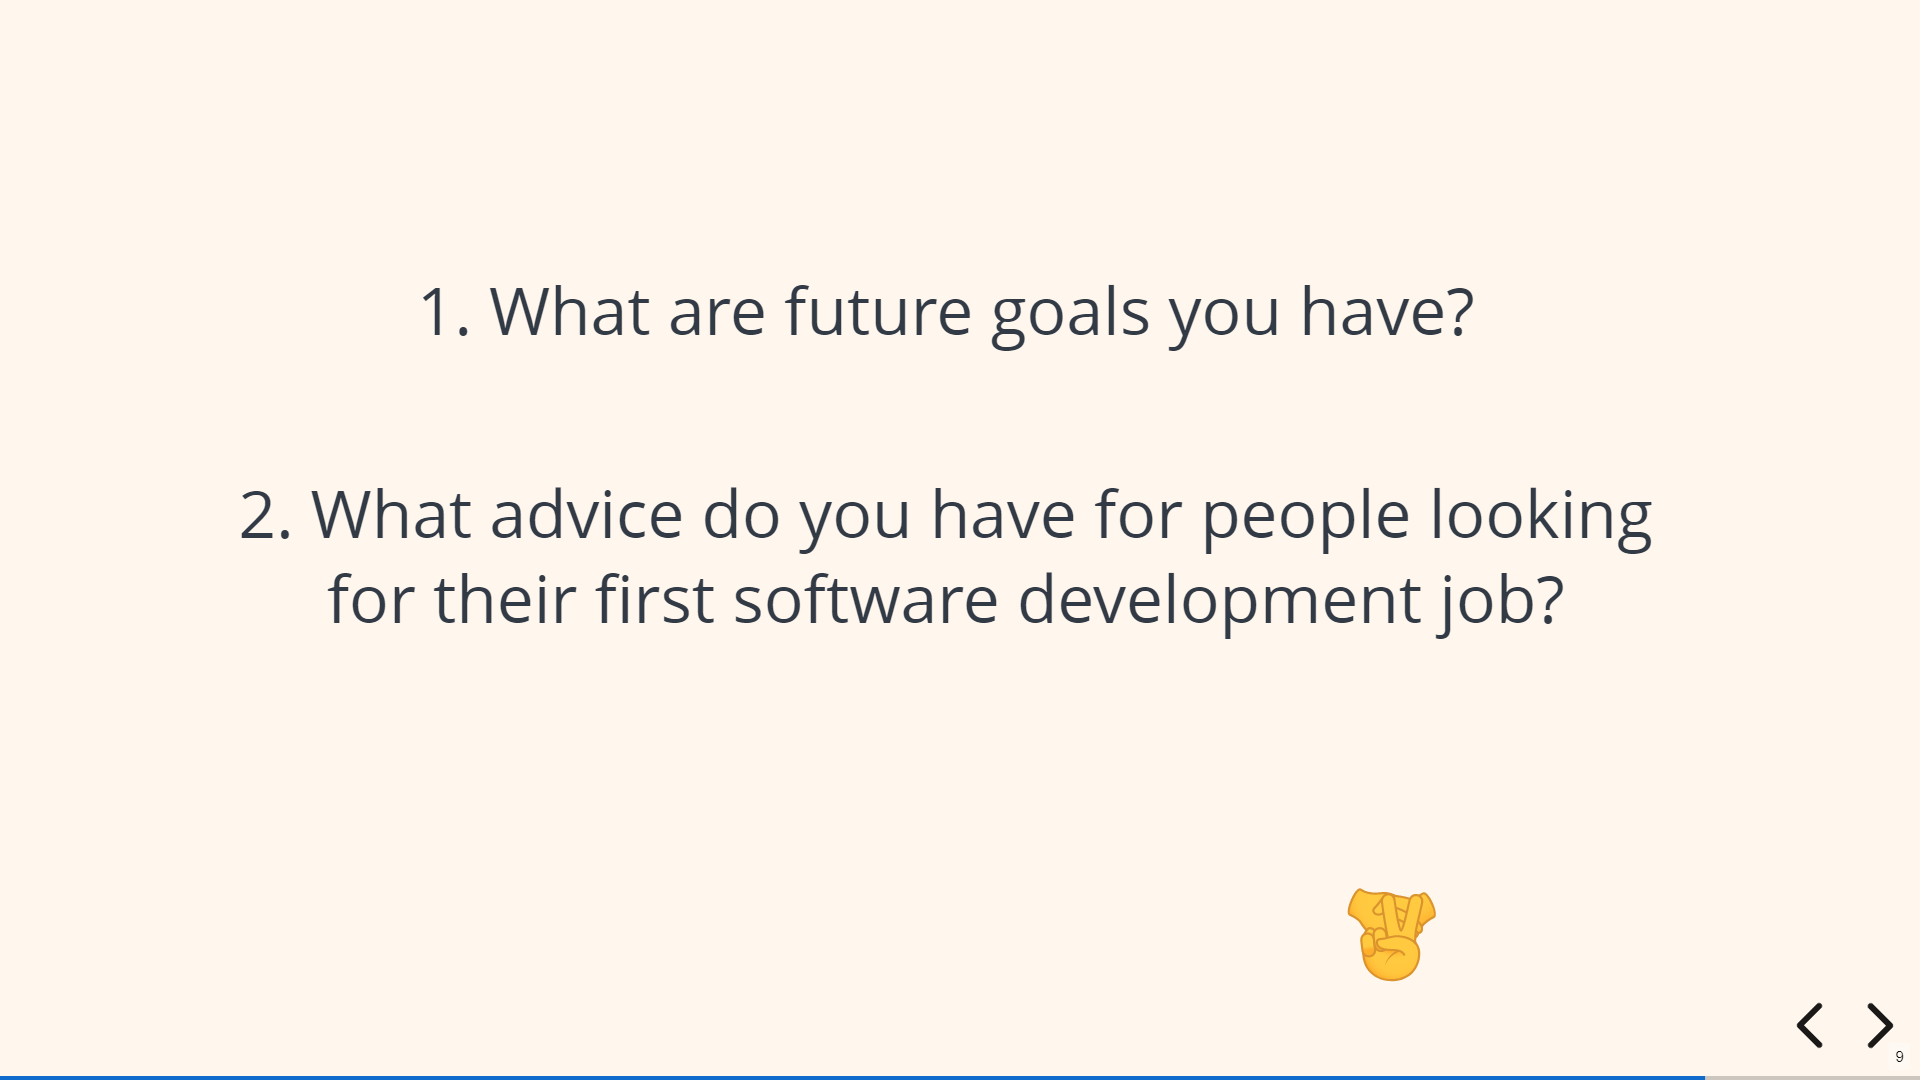 1. What are future goals you have?
2. What advice do you have for people looking
for their first software development job?
9